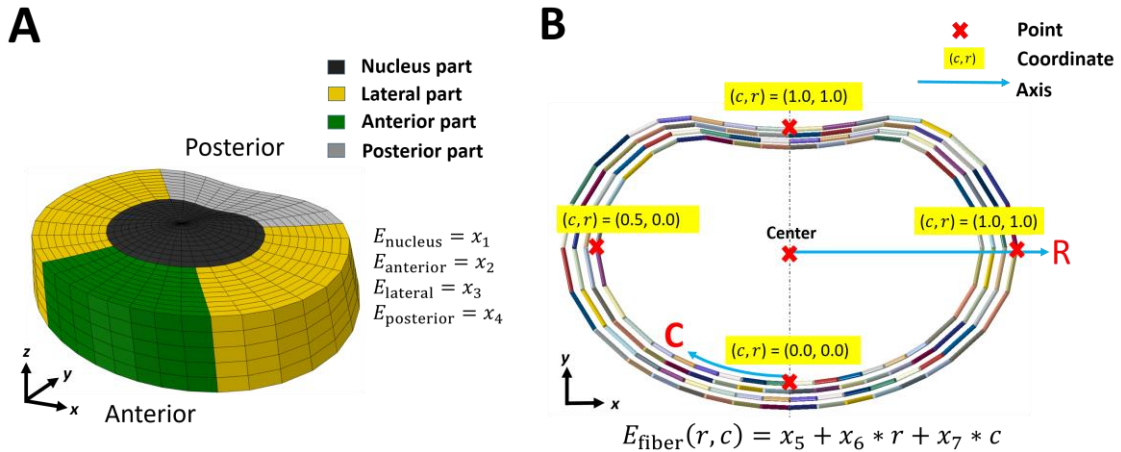 A
Nucleus part
Lateral part
Anterior part
Posterior part
Posterior
E_nucleus = x_1
E_anterior = x_2
E_lateral = x_3
E_posterior = x_4
z
y
x
Anterior
B
Point
(c,r) Coordinate
Axis
(c,r) = (1.0, 1.0)
(c,r) = (0.5, 0.0)
(c,r) = (1.0, 1.0)
Center
R
C
(c,r) = (0.0, 0.0)
y
x
E_fiber(r, c) = x_5 + x_6 * r + x_7 * c